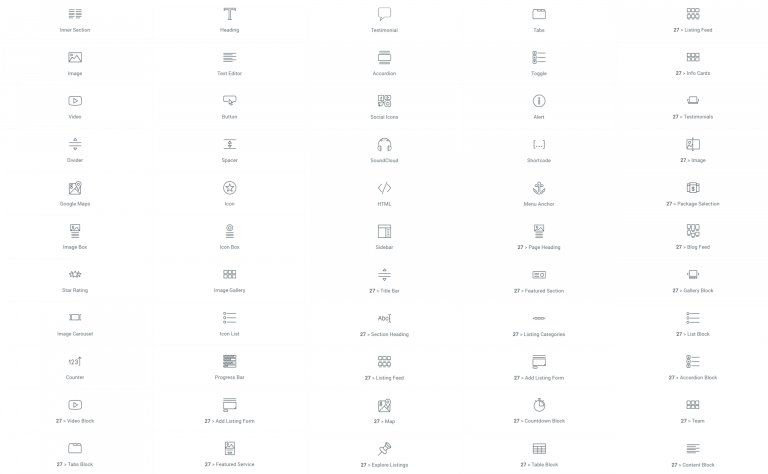 Inner Section
Heading
Testimonial
Tabs
27 > Listing Feed
Image
Text Editor
Accordion
Toggle
27 > Info Cards
Video
Button
Social Icons
Alert
27 > Testimonials
Divider
Spacer
SoundCloud
Shortcode
27 > Image
Google Maps
Icon
HTML
Menu Anchor
27 > Package Selection
Image Box
Icon Box
Sidebar
27 > Page Heading
27 > Blog Feed
Star Rating
Image Gallery
27 > Title Bar
27 > Featured Section
27 > Gallery Block
Image Carousel
Icon List
Abc
27 > Section Heading
27 > Listing Categories
27 > List Block
123
Counter
Progress Bar
27 > Listing Feed
27 > Add Listing Form
27 > Accordion Block
27 > Video Block
27 > Add Listing Form
27 > Map
27 > Countdown Block
27 > Team
27 > Tabs Block
27 > Featured Service
27 > Explore Listings
27 > Table Block
27 > Content Block